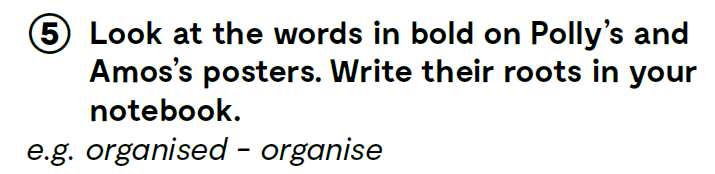 5 Look at the words in bold on Polly's and
Amos's posters. Write their roots in your
notebook.
e.g. organised – organise